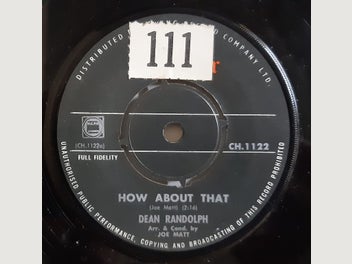 DISTRIBUTED
D COMPANY LTD.
111
(CH.1122a)
FULL FIDELITY
CH.1122
HOW ABOUT THAT
(Joe Matt) (2:16)
DEAN RANDOLPH
Arr. & Cond. by
JOE MATT
UNAUTHORISED PUBLIC PERFORMANCE, COPYING AND BROADCASTING OF THIS RECORD PROHIBITED